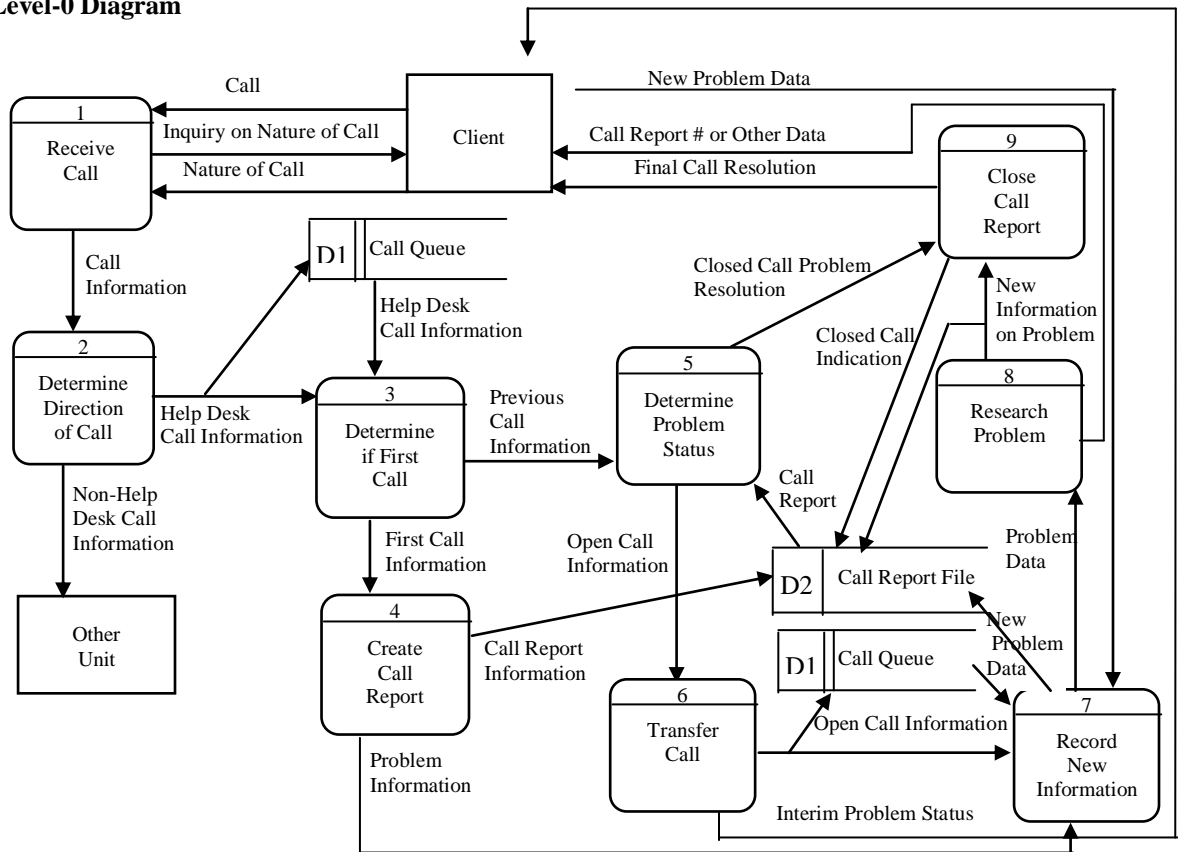 Level-0 Diagram
New Problem Data
Call
1
Inquiry on Nature of Call
Receive
Call
Client
Call Report # or Other Data
9
Nature of Call
Final Call Resolution
Close
Call
Report
D1
Call Queue
Call
Information
Closed Call Problem
Resolution
New
Information
on Problem
Help Desk
Call Information
Closed Call
Indication
2
Determine
Direction
of Call
5
Determine
Problem
Status
8
Research
Problem
3
Determine
if First
Call
Previous
Call
Information
Help Desk
Call Information
Call
Report
Non-Help
Desk Call
Information
First Call
Information
Open Call
Information
Problem
Data
D2
Call Report File
4
Create
Call
Report
Other
Unit
Call Report
Information
New
Problem
Data
D1
Call Queue
6
Transfer
Call
Open Call Information
7
Record
New
Information
Problem
Information
Interim Problem Status